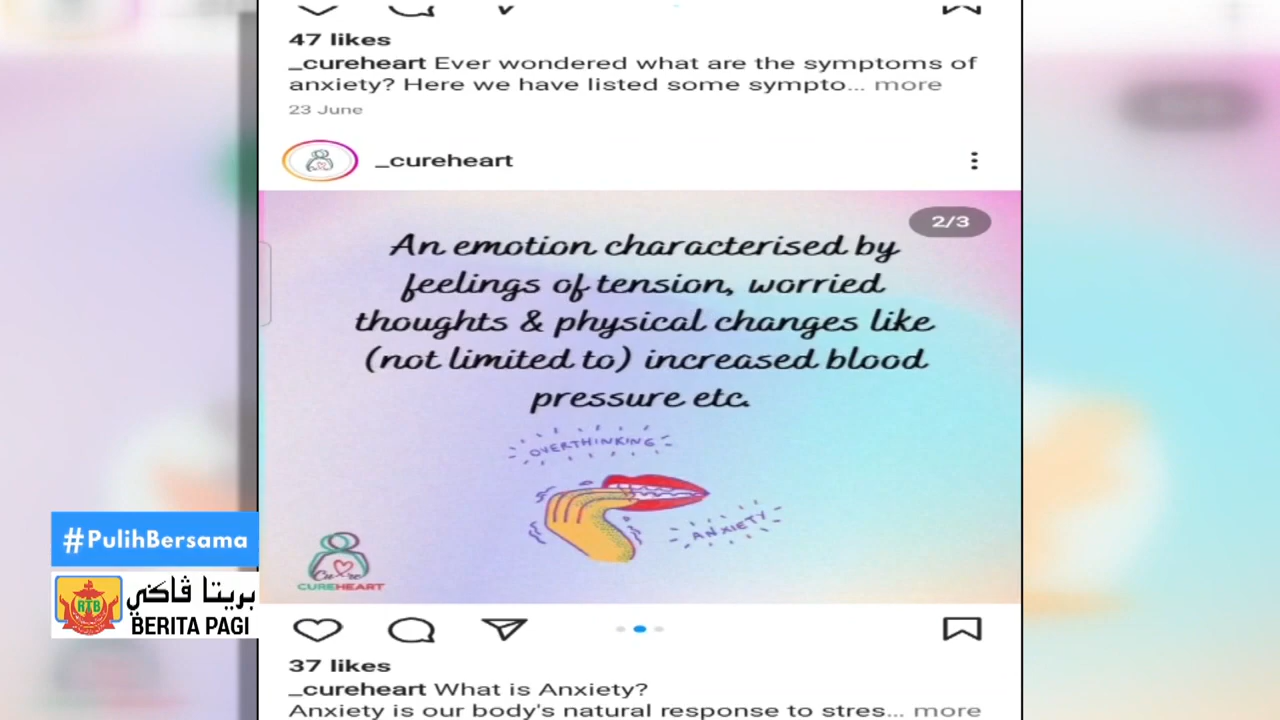 47 likes
_cureheart Ever wondered what are the symptoms of
anxiety? Here we have listed some sympto... more
23 June
_cureheart
2/3
An emotion characterised by
feelings of tension, worried
thoughts & physical changes like
(not limited to) increased blood
pressure etc.
OVERTHINKING
ANXIETY
Cure
CUREHEART
#PulihBersama
RTB
بريتا ڤاݢي
BERITA PAGI
37 likes
_cureheart What is Anxiety?
Anxiety is our body's natural response to stres... more